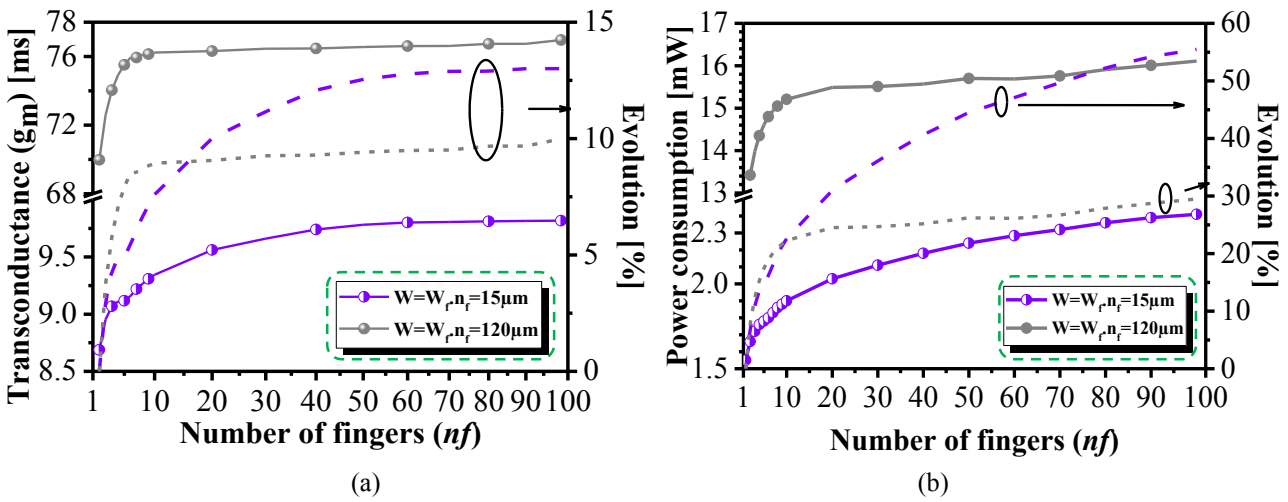 Transconductance (gm) [ms]
78
76
74
72
70
68
9.5
9.0
8.5
15
10
5
0
Evolution [%]
W=Wf.nf=15µm
W=Wf.nf=120µm
1 10 20 30 40 50 60 70 80 90 100
Number of fingers (nf)
(a)
Power consumption [mW]
17
16
15
14
13
2.3
2.0
1.8
1.5
60
50
40
30
20
10
0
Evolution [%]
W=Wf.nf=15µm
W=Wf.nf=120µm
1 10 20 30 40 50 60 70 80 90 100
Number of fingers (nf)
(b)